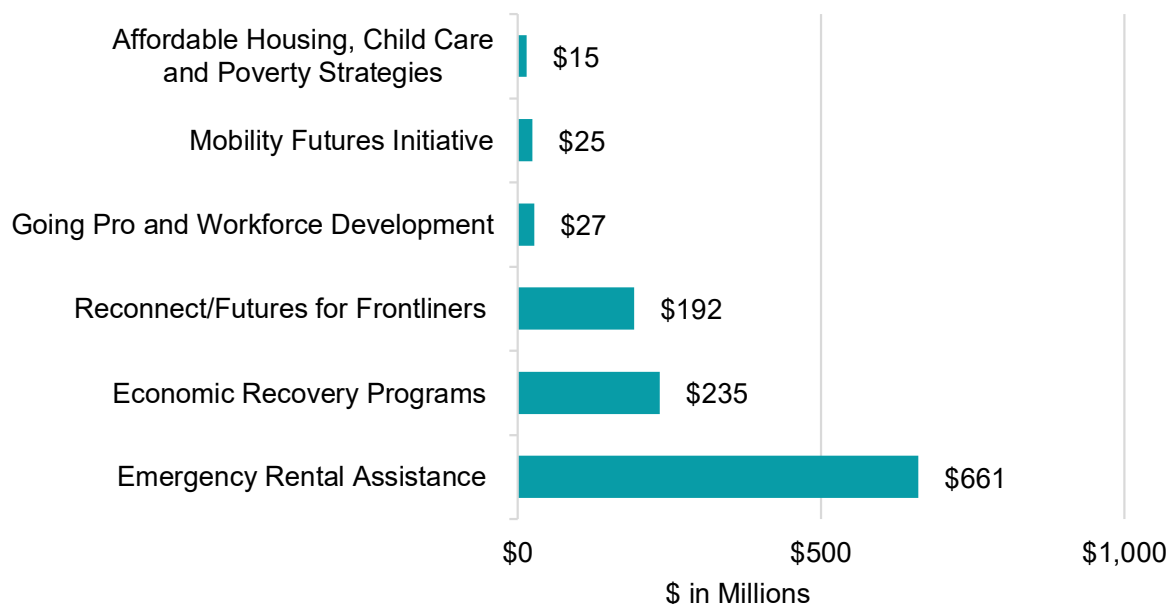 Affordable Housing, Child Care
and Poverty Strategies
$15
Mobility Futures Initiative
$25
Going Pro and Workforce Development
$27
Reconnect/Futures for Frontliners
$192
Economic Recovery Programs
$235
Emergency Rental Assistance
$661
$0
$500
$1,000
$ in Millions